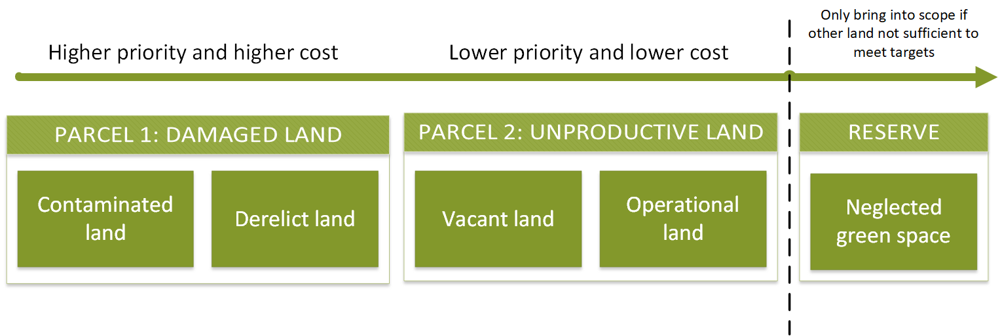 Higher priority and higher cost
Lower priority and lower cost
Only bring into scope if
other land not sufficient to
meet targets
PARCEL 1: DAMAGED LAND
Contaminated
land
Derelict land
PARCEL 2: UNPRODUCTIVE LAND
Vacant land
Operational
land
RESERVE
Neglected
green space